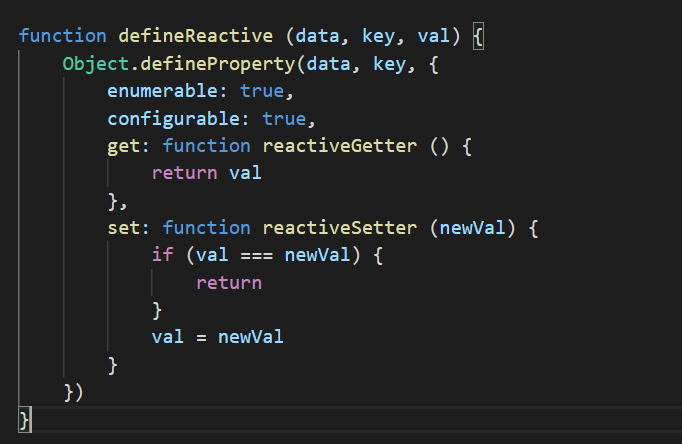 function defineReactive (data, key, val) {
    Object.defineProperty(data, key, {
        enumerable: true,
        configurable: true,
        get: function reactiveGetter () {
            return val
        },
        set: function reactiveSetter (newVal) {
            if (val === newVal) {
                return
            }
            val = newVal
        }
    })
}